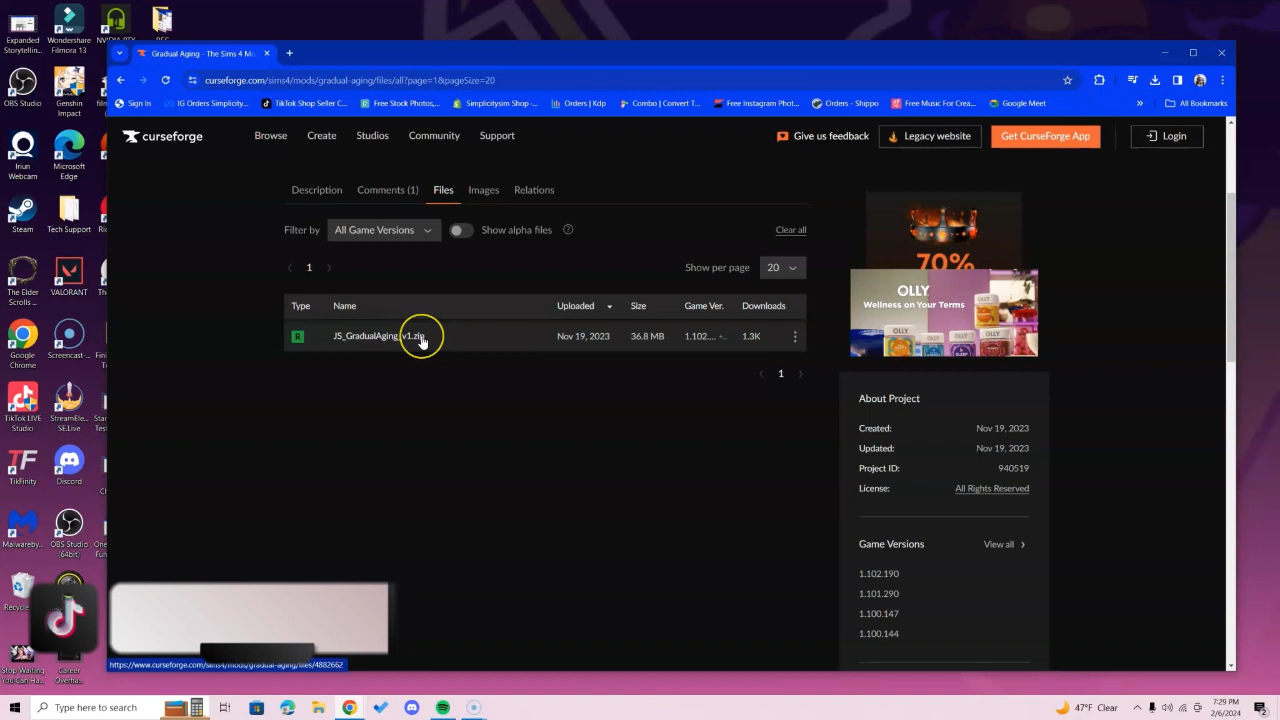 Expanded Storytellin...
Wondershare Filmora 13
NVIDIA RTX
Gradual Aging - The Sims 4 Mo
curseforge.com/sims4/mods/gradual-aging/files/all?page=1&pageSize=20
Sign In
IG Orders Simplicity...
TikTok Shop Seller C...
Free Stock Photos,...
Simplicitysim Shop -...
Orders | Kdp
Combo | Convert T...
Free Instagram Phot...
Orders - Shippo
Free Music For Crea...
Google Meet
»
All Bookmarks
CURSEFORGE
Browse
Create
Studios
Community
Support
Give us feedback
Legacy website
Get CurseForge App
Login
Description
Comments (1)
Files
Images
Relations
Filter by
All Game Versions
Show alpha files
Clear all
1
Show per page
20
Type
Name
Uploaded
Size
Game Ver.
Downloads
R
JS_GradualAging_v1.zip
Nov 19, 2023
36.8 MB
1.102....
1.3K
1
70%
OLLY
Wellness on Your Terms
About Project
Created:
Nov 19, 2023
Updated:
Nov 19, 2023
Project ID:
940519
License:
All Rights Reserved
Game Versions
View all
1.102.190
1.101.290
1.100.147
1.100.144
OBS Studio
Genshin Impact
Iriun Webcam
Microsoft Edge
Steam
Tech Support
The Elder Scrolls ...
VALORANT
Google Chrome
Screencast-...
TikTok LIVE Studio
StreamEle... SE.Live
TikFinity
Discord
Malwareby...
OBS Studio (64bit)
Recycle
Stop Waiting You Can Ha...
Career Overha...
https://www.curseforge.com/sims4/mods/gradual-aging/files/4882662
Type here to search
47°F Clear
7:29 PM
2/6/2024